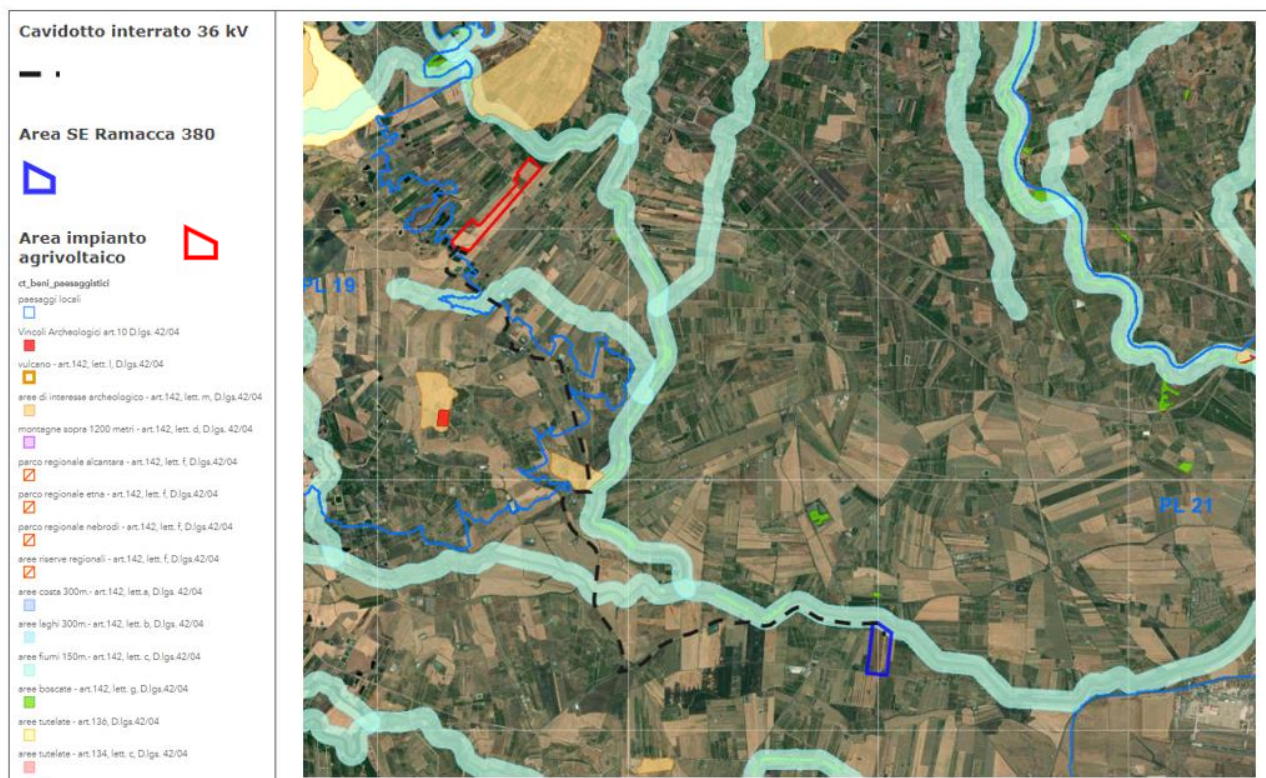 Cavidotto interrato 36 kV
Area SE Ramacca 380
Area impianto
agrivoltaico
ct_beni_paesaggistici
paesaggi locali
Vincoli Archeologici art.10 D.lgs. 42/04
vulcano - art.142, lett. l, D.lgs.42/04
aree di interesse archeologico - art.142, lett. m, D.lgs.42/04
montagne sopra 1200 metri - art.142, lett. d, D.lgs. 42/04
parco regionale alcantara - art.142, lett. f, D.lgs.42/04
parco regionale etna - art.142, lett. f, D.lgs.42/04
parco regionale nebrodi - art.142, lett. f, D.lgs.42/04
aree riserve regionali - art.142, lett. f, D.lgs.42/04
aree costa 300m.- art.142, lett.a, D.lgs. 42/04
aree laghi 300m.- art.142, lett. b, D.lgs. 42/04
aree fiumi 150m.- art.142, lett. c, D.lgs.42/04
aree boscate - art.142, lett. g, D.lgs.42/04
aree tutelate - art.136, D.lgs.42/04
aree tutelate - art.134, lett. c, D.lgs. 42/04
PL 19
PL 21